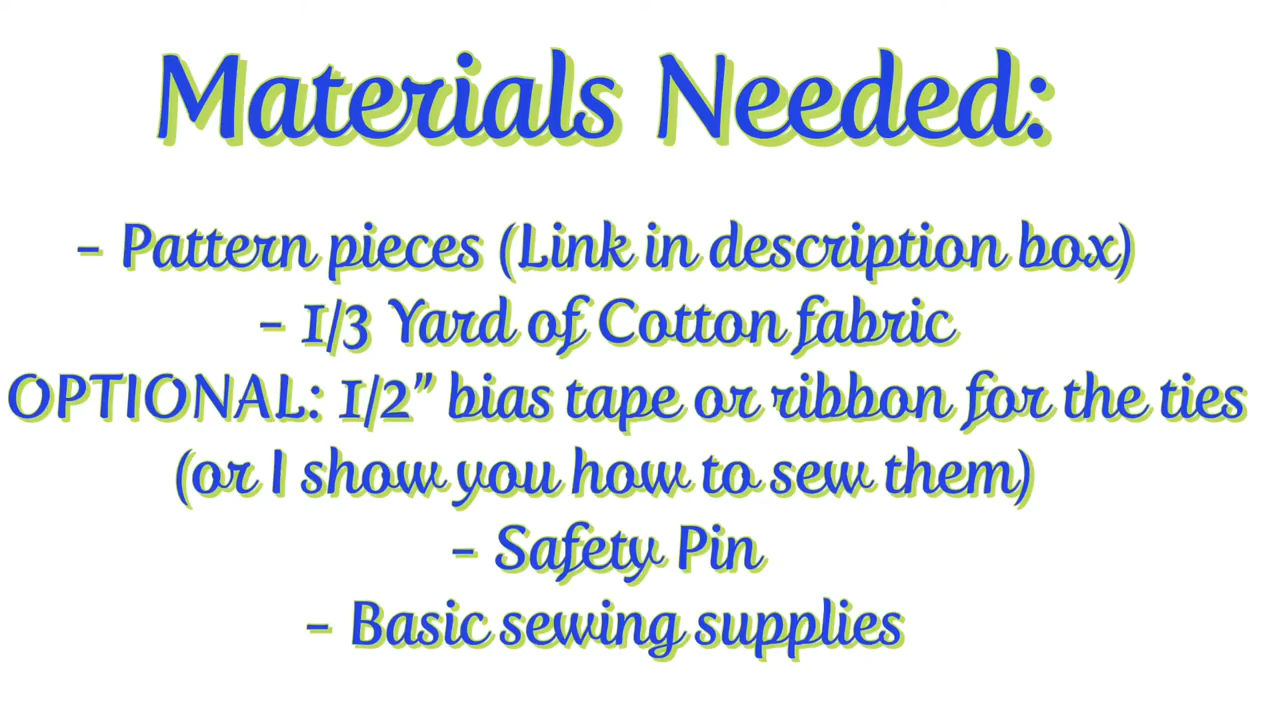 Materials Needed:
- Pattern pieces (Link in description box)
- 1/3 Yard of Cotton fabric
OPTIONAL: 1/2” bias tape or ribbon for the ties
(or I show you how to sew them)
- Safety Pin
- Basic sewing supplies